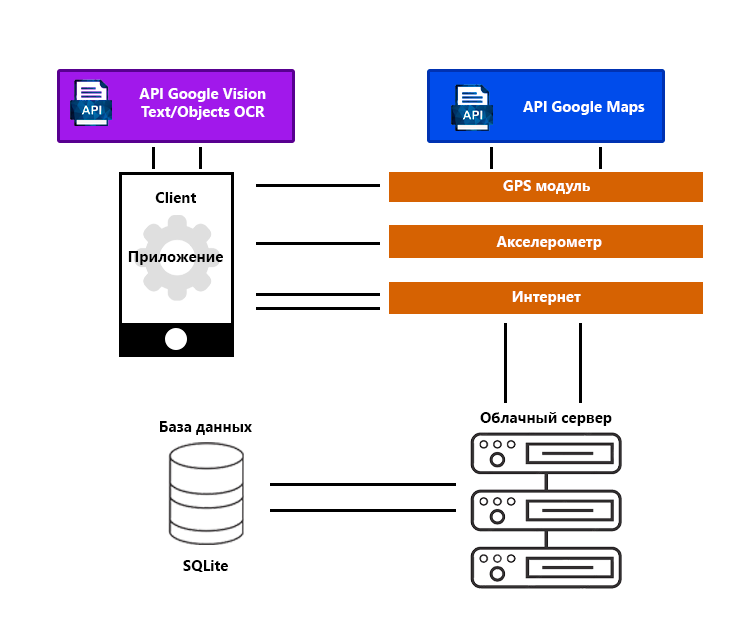 API Google Vision
Text/Objects OCR
API
API Google Maps
API
Client
Приложение
GPS модуль
Акселерометр
Интернет
Облачный сервер
База данных
SQLite